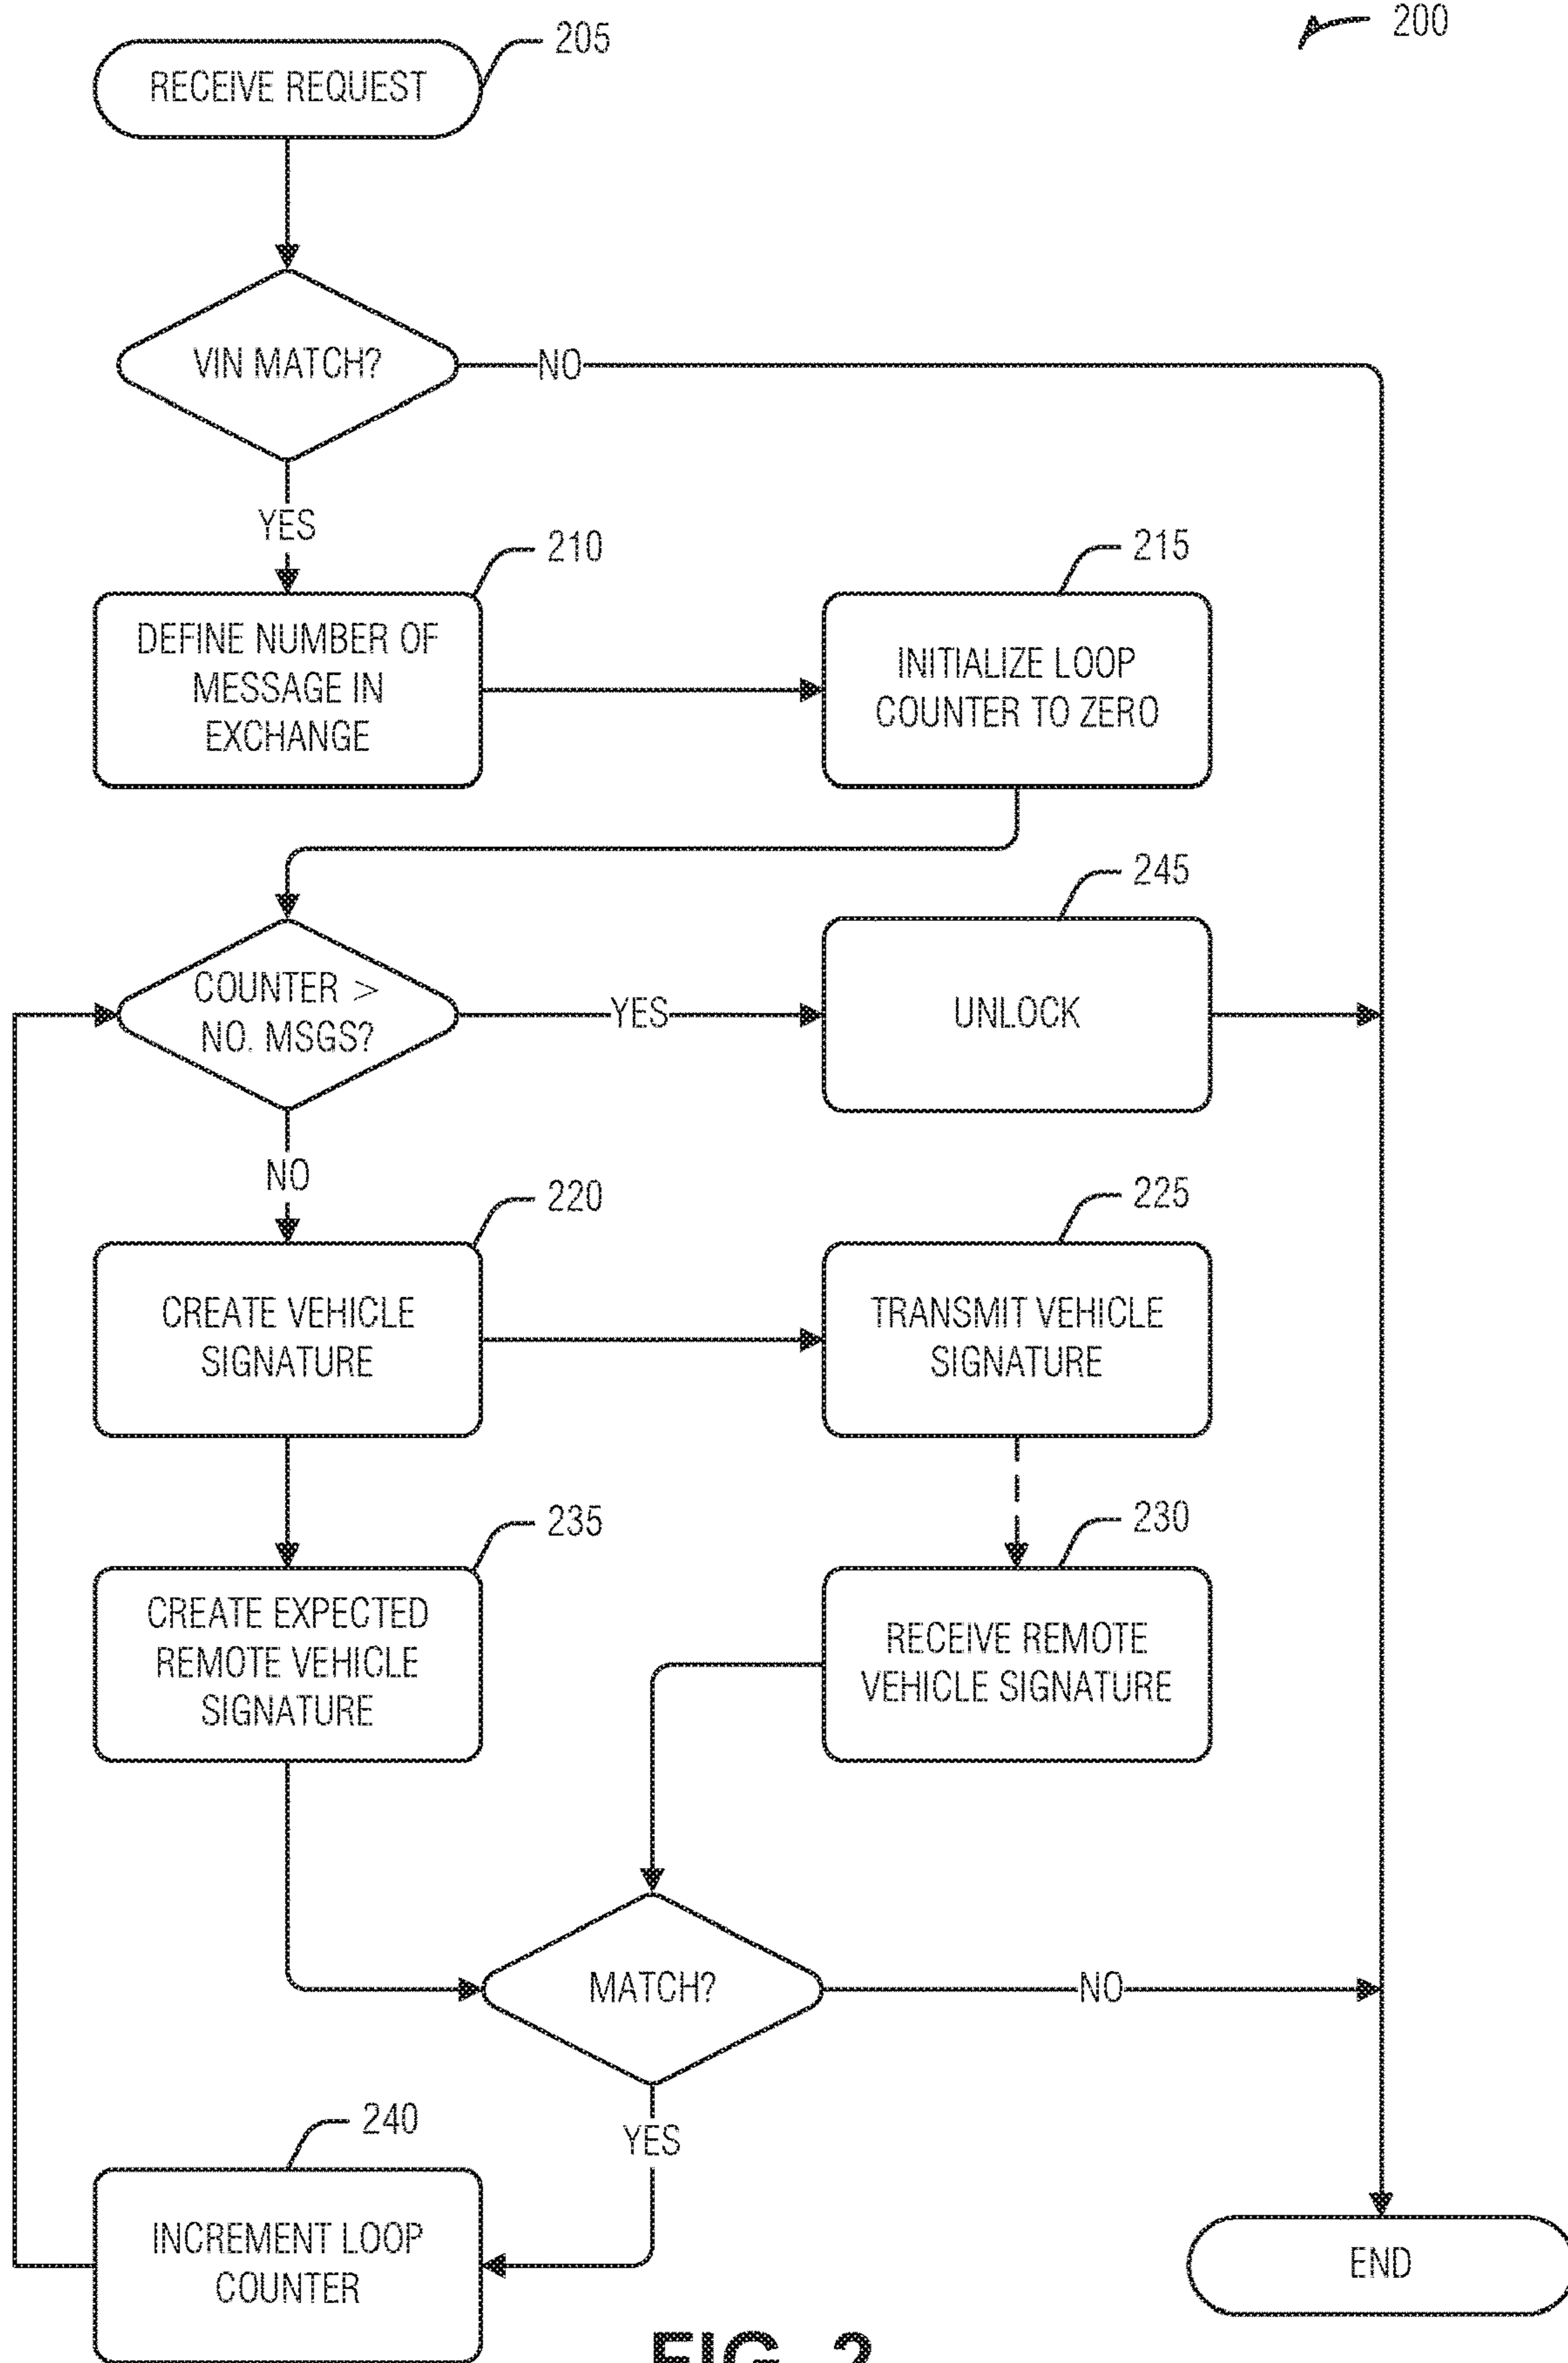 200
205
RECEIVE REQUEST
VIN MATCH?
NO
YES
210
DEFINE NUMBER OF
MESSAGE IN
EXCHANGE
215
INITIALIZE LOOP
COUNTER TO ZERO
COUNTER >
NO. MSGS?
YES
245
UNLOCK
NO
220
CREATE VEHICLE
SIGNATURE
225
TRANSMIT VEHICLE
SIGNATURE
235
CREATE EXPECTED
REMOTE VEHICLE
SIGNATURE
230
RECEIVE REMOTE
VEHICLE SIGNATURE
MATCH?
NO
YES
240
INCREMENT LOOP
COUNTER
END
FIG. 2